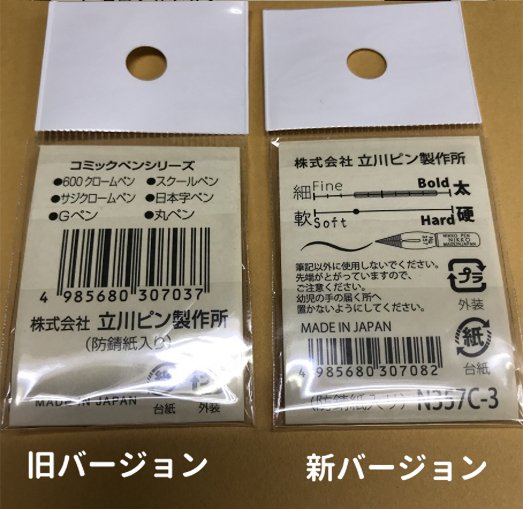 コミックペンシリーズ
●600クロームペン ●スクールペン
●サジクロームペン ●日本字ペン
●Gペン ●丸ペン
4 985680 307037
株式会社 立川ピン製作所
(防錆紙入り)
MADE IN JAPAN
台紙 外装
旧バージョン
株式会社 立川ピン製作所
細 Fine Bold 太
軟 Soft Hard 硬
NIKKO
筆記以外に使用しないでください。
先端がとがっていますので、
ご注意ください。
幼児の手の届く所へ
置かないようにしてください。
プラ
外装
MADE IN JAPAN
紙
台紙
4 985680 307082
(防錆紙入り) N357C-3
新バージョン